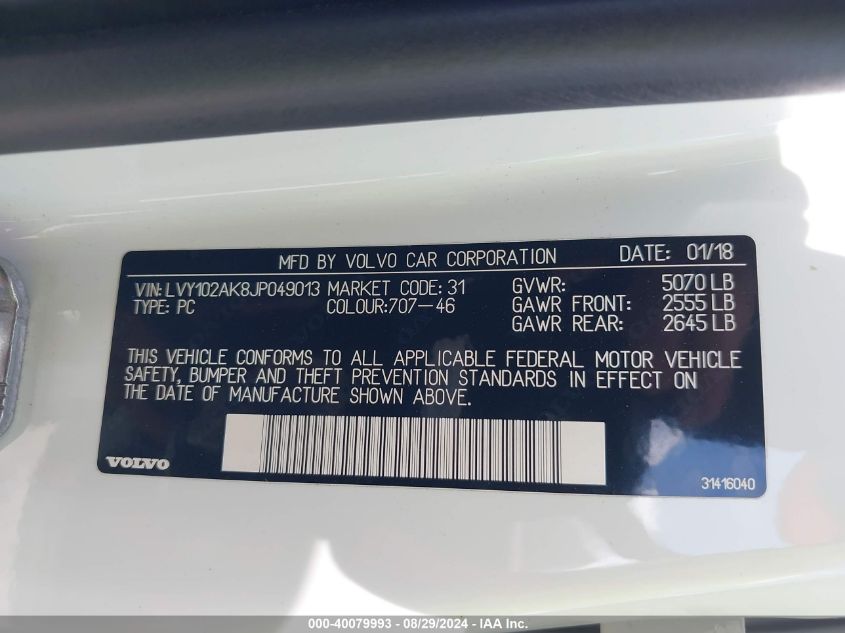 MFD BY VOLVO CAR CORPORATION DATE: 01/18
VIN:LVY102AK8JP049013 MARKET CODE: 31 GVWR: 5070 LB
TYPE: PC COLOUR:707-46 GAWR FRONT: 2555 LB
GAWR REAR: 2645 LB
THIS VEHICLE CONFORMS TO ALL APPLICABLE FEDERAL MOTOR VEHICLE
SAFETY, BUMPER AND THEFT PREVENTION STANDARDS IN EFFECT ON
THE DATE OF MANUFACTURE SHOWN ABOVE.
VOLVO
31416040
000-40079993 - 08/29/2024 - IAA Inc.